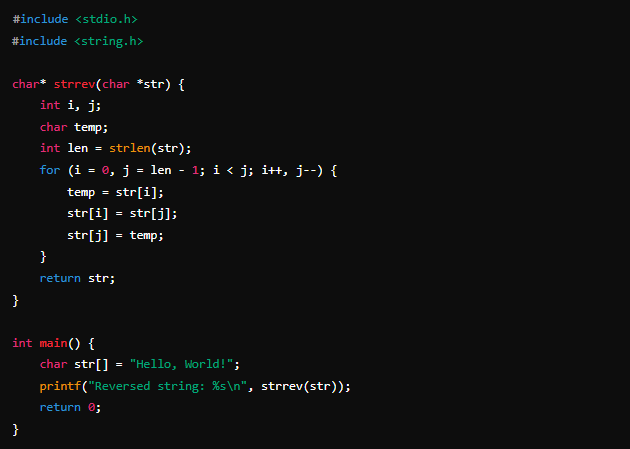 #include <stdio.h>
#include <string.h>

char* strrev(char *str) {
    int i, j;
    char temp;
    int len = strlen(str);
    for (i = 0, j = len - 1; i < j; i++, j--) {
        temp = str[i];
        str[i] = str[j];
        str[j] = temp;
    }
    return str;
}

int main() {
    char str[] = "Hello, World!";
    printf("Reversed string: %s\n", strrev(str));
    return 0;
}